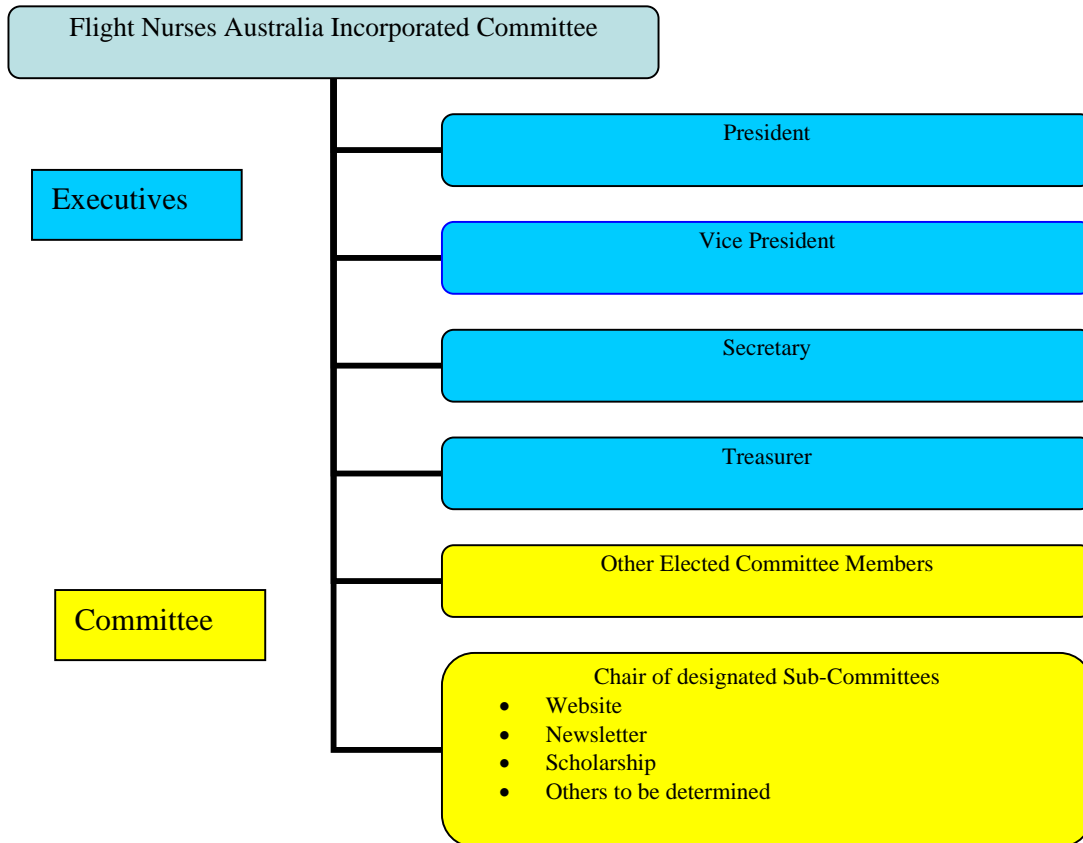 Flight Nurses Australia Incorporated Committee
President
Executives
Vice President
Secretary
Treasurer
Other Elected Committee Members
Committee
Chair of designated Sub-Committees
• Website
• Newsletter
• Scholarship
• Others to be determined